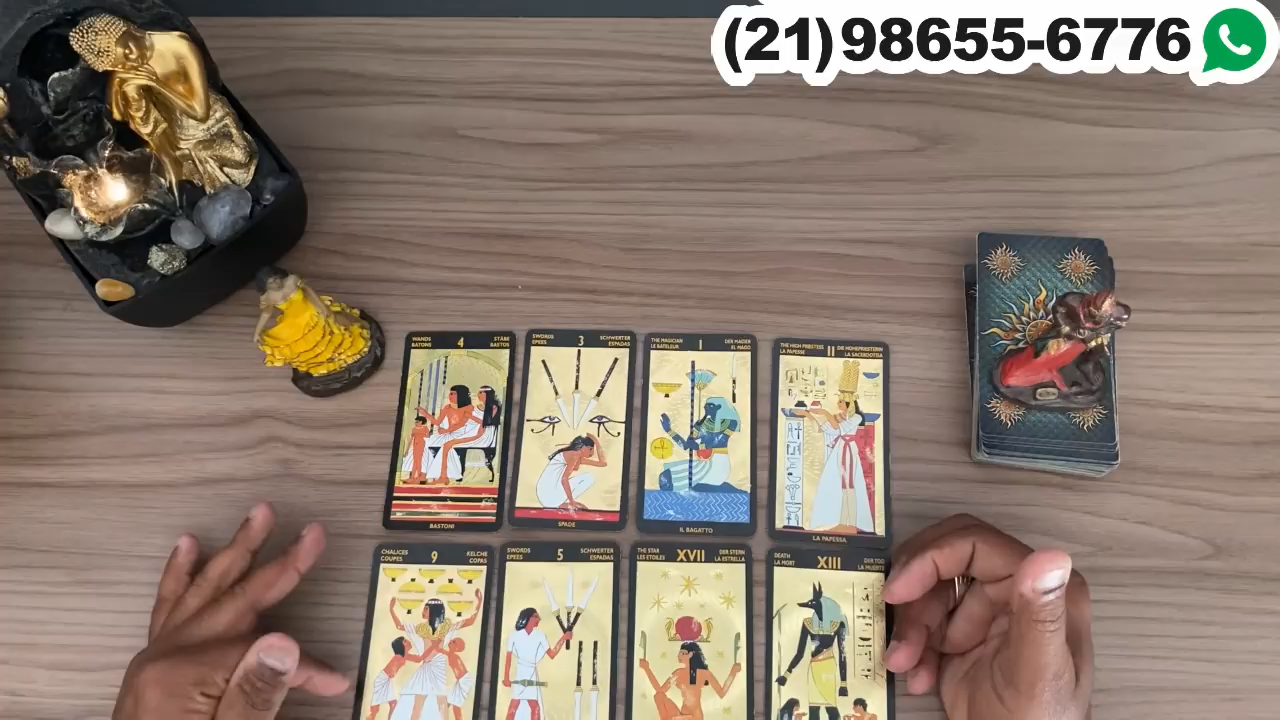 (21)98655-6776
WANDS
BATONS
4
STÄBE
BASTOS
BASTONI
SWORDS
EPEES
3
SCHWERTER
ESPADAS
SPADE
THE MAGICIAN
LE BATELEUR
I
DER MAGIER
EL MAGO
IL BAGATTO
THE HIGH PRIESTESS
LA PAPESSE
II
DIE HOHEPRIESTERIN
LA SACERDOTISA
LA PAPESSA
CHALICES
COUPES
9
KELCHE
COPAS
SWORDS
EPEES
5
SCHWERTER
ESPADAS
THE STAR
LES ETOILES
XVII
DER STERN
LA ESTRELLA
DEATH
LA MORT
XIII
DER TOD
LA MUERTE